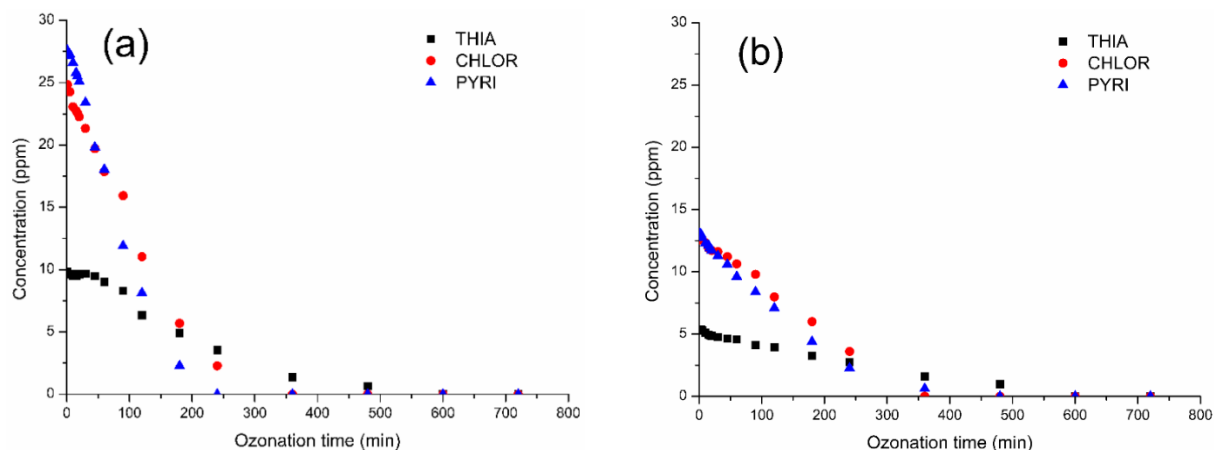 (a)
THIA
CHLOR
PYRI
Concentration (ppm)
30
25
20
15
10
5
0
0 100 200 300 400 500 600 700 800
Ozonation time (min)
(b)
THIA
CHLOR
PYRI
Concentration (ppm)
30
25
20
15
10
5
0
0 100 200 300 400 500 600 700 800
Ozonation time (min)